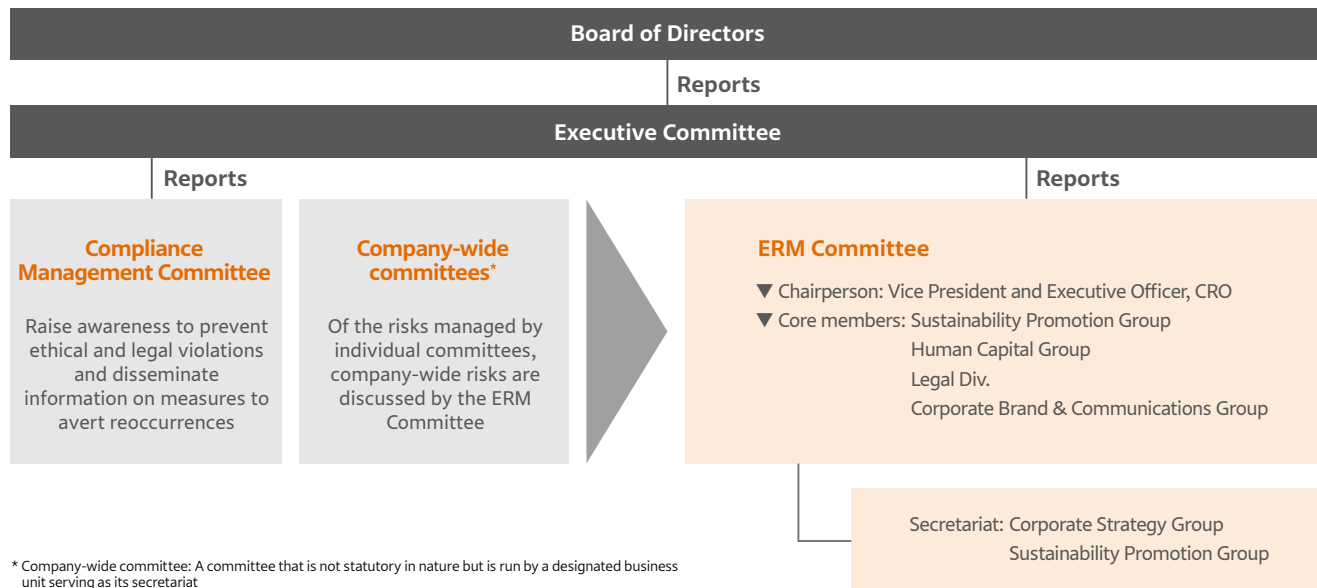 Board of Directors
Reports
Executive Committee
Reports
Reports
Compliance
Management Committee
Raise awareness to prevent
ethical and legal violations
and disseminate
information on measures to
avert reoccurrences
Company-wide
committees*
Of the risks managed by
individual committees,
company-wide risks are
discussed by the ERM
Committee
ERM Committee
▼ Chairperson: Vice President and Executive Officer, CRO
▼ Core members: Sustainability Promotion Group
Human Capital Group
Legal Div.
Corporate Brand & Communications Group
Secretariat: Corporate Strategy Group
Sustainability Promotion Group
* Company-wide committee: A committee that is not statutory in nature but is run by a designated business
unit serving as its secretariat